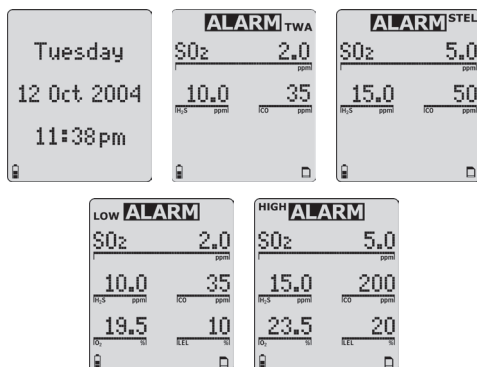 Tuesday
12 Oct 2004
11:38pm
ALARM TWA
SO2 2.0
ppm
10.0 35
H2S ppm CO ppm
ALARM STEL
SO2 5.0
ppm
15.0 50
H2S ppm CO ppm
LOW ALARM
SO2 2.0
ppm
10.0 35
H2S ppm CO ppm
19.5 10
O2 % LEL %
HIGH ALARM
SO2 5.0
ppm
15.0 200
H2S ppm CO ppm
23.5 20
O2 % LEL %